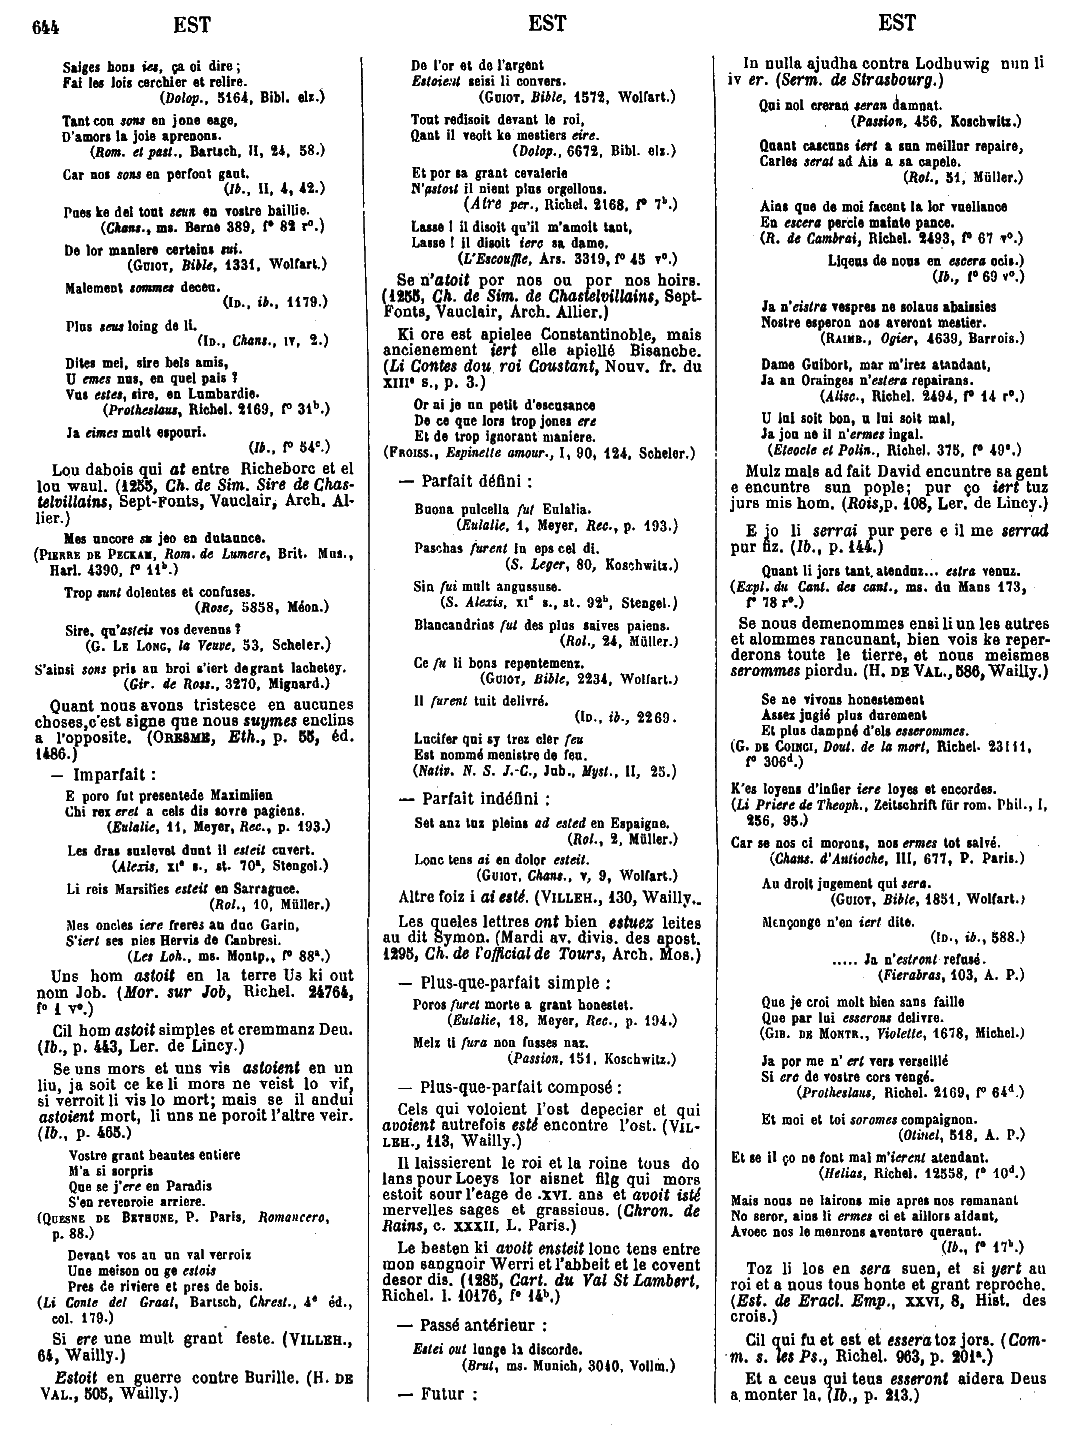 644 EST EST EST
Saiges hons ies, ça oi dire ;
Fai les lois cerchier et relire.
(Dolop., 5164, Bibl. elz.)
Tant con sons en jone eage,
D'amors la joie aprenons.
(Rom. et past., Bartsch, II, 24, 58.)
Car nos sons en perfont gaut.
(Ib., II, 4, 42.)
Pues ke del tout seun en vostre baillie.
(Chans., ms. Berne 389, f° 82 r°.)
De lor maniere certeins sui.
(GUIOT, Bible, 1331, Wolfart.)
Malement sommes deceu.
(ID., ib., 1179.)
Plus seus loing de li.
(ID., Chans., IV, 2.)
Dites mei, sire bels amis,
U emes nus, en quel pais ?
Vus estes, sire, en Lumbardie.
(Protheslaus, Richel. 2169, f° 31ᵇ.)
Ja eimes mult espouri.
(Ib., f° 54ᶜ.)
Lou dabois qui at entre Richeborc et el
lou waul. (1255, Ch. de Sim. Sire de Chas-
telvillains, Sept-Fonts, Vauclair, Arch. Al-
lier.)
Mes uncore su jeo en dutaunce.
(PIERRE DE PECKAM, Rom. de Lumere, Brit. Mus.,
Harl. 4390, f° 11ᵇ.)
Trop sunt dolentes et confuses.
(Rose, 5858, Méon.)
Sire, qu'asteis vos devenus ?
(G. LE LONG, la Veuve, 53, Scheler.)
S'ainsi sons pris au broi s'iert degrant lachetey.
(Gir. de Ross., 3270, Mignard.)
Quant nous avons tristesce en aucunes
choses,c'est signe que nous suymes enclins
a l'opposite. (ORESME, Eth., p. 55, éd.
1486.)
— Imparfait :
E poro fut presentede Maximiien
Chi rex eret a cels dis sovre pagiens.
(Eulalie, 11, Meyer, Rec., p. 193.)
Les dras suzlevet dunt il esteit cuvert.
(Alexis, XIᵉ s., st. 70ᵃ, Stengel.)
Li reis Marsilies esteit en Sarraguce.
(Rol., 10, Müller.)
Mes oncles iere freres au duc Garin,
S'iert ses nies Hervis de Canbresi.
(Les Loh., ms. Montp., f° 88ᵃ.)
Uns hom astoit en la terre Us ki out
nom Job. (Mor. sur Job, Richel. 24764,
f° 1 v°.)
Cil hom astoit simples et cremmanz Deu.
(Ib., p. 443, Ler. de Lincy.)
Se uns mors et uns vis astoient en un
liu, ja soit ce ke li mors ne veist lo vif,
si verroit li vis lo mort; mais se il andui
astoient mort, li uns ne poroit l'altre veir.
(Ib., p. 465.)
Vostre grant beautes entiere
M'a si sorpris
Que se j'ere en Paradis
S'en revenroie arriere.
(QUESNE DE BETHUNE, P. Paris, Romancero,
p. 88.)
Devant vos au un val verroiz
Une meison ou ge estois
Pres de riviere et pres de bois.
(Li Conte del Graal, Bartsch, Chrest., 4ᵉ éd.,
col. 179.)
Si ere une mult grant feste. (VILLEH.,
64, Wailly.)
Estoit en guerre contre Burille. (H. DE
VAL., 505, Wailly.)
De l'or et de l'argent
Estoient seisi li convers.
(GUIOT, Bible, 1572, Wolfart.)
Tout redisoit devant le roi,
Qant il veoit ke mestiers eire.
(Dolop., 6672, Bibl. elz.)
Et por sa grant cevalerie
N'astoit il nient plus orgellous.
(Atre per., Richel. 2168, f° 7ᵇ.)
Lasse ! il disoit qu'il m'amoit tant,
Lasse ! il disoit iere sa dame.
(L'Escouffle, Ars. 3319, f° 45 v°.)
Se n'atoit por nos ou por nos hoirs.
(1255, Ch. de Sim. de Chastelvillains, Sept-
Fonts, Vauclair, Arch. Allier.)
Ki ore est apielee Constantinoble, mais
ancienement iert elle apiellé Bisanche.
(Li Contes dou roi Coustant, Nouv. fr. du
XIIIᵉ s., p. 3.)
Or ai je un petit d'escusance
De ce que lors trop jones ere
Et de trop ignorant maniere.
(FROISS., Espinette amour., I, 90, 124, Scheler.)
— Parfait défini :
Buona pulcella fut Eulalia.
(Eulalie, 1, Meyer, Rec., p. 193.)
Paschas furent in eps cel di.
(S. Leger, 80, Koschwitz.)
Sin fui mult angussuse.
(S. Alexis, XIᵉ s., st. 92ᵇ, Stengel.)
Blancandrins fut des plus saives paiens.
(Rol., 24, Müller.)
Ce fu li bons repentemenz.
(GUIOT, Bible, 2234, Wolfart.)
Il furent tuit delivré.
(ID., ib., 2269.
Lucifer qui sy trez cler feu
Est nommé menistre de feu.
(Nativ. N. S. J.-C., Jub., Myst., II, 25.)
— Parfait indéfini :
Set anz tuz pleins ad ested en Espaigne.
(Rol., 2, Müller.)
Lonc tens ai en dolor esteit.
(GUIOT, Chans., V, 9, Wolfart.)
Altre foiz i ai esté. (VILLEH., 130, Wailly..
Les queles lettres ont bien estuez leites
au dit Symon. (Mardi av. divis. des apost.
1295, Ch. de l'official de Tours, Arch. Mos.)
— Plus-que-parfait simple :
Poros furet morte a grant honestet.
(Eulalie, 18, Meyer, Rec., p. 194.)
Melz ti fura non fusses naz.
(Passion, 151, Koschwitz.)
— Plus-que-parfait composé :
Cels qui voloient l'ost depecier et qui
avoient autrefois esté encontre l'ost. (VIL-
LEH., 113, Wailly.)
Il laissierent le roi et la roine tous do
lans pour Loeys lor aisnet filg qui mors
estoit sour l'eage de .XVI. ans et avoit isté
mervelles sages et grassious. (Chron. de
Rains, c. XXXII, L. Paris.)
Le besten ki avoit ensteit lonc tens entre
mon sangnoir Werri et l'abbeit et le covent
desor dis. (1285, Cart. du Val St Lambert,
Richel. l. 10176, f° 14ᵇ.)
— Passé antérieur :
Estei out lunge la discorde.
(Brut, ms. Munich, 3040, Vollm.)
— Futur :
In nulla ajudha contra Lodhuwig nun li
iv er. (Serm. de Strasbourg.)
Qui nol creran seran damnat.
(Passion, 456, Koschwitz.)
Quant cascuns iert a sun meillur repaire,
Carles serat ad Ais a sa capele.
(Rol., 51, Müller.)
Ains que de moi facent la lor vuellance
En escera percie mainte pance.
(R. de Cambrai, Richel. 2493, f° 67 v°.)
Liqeus de nous en escera ocis.)
(Ib., f° 69 v°.)
Ja n'eistra vespres ne solaus abaissies
Nostre esperon nos averont mestier.
(RAIMB., Ogier, 4639, Barrois.)
Dame Guibort, mar m'irez atandant,
Ja an Orainges n'estera repairans.
(Alisc., Richel. 2494, f° 14 r°.)
U lui soit bon, u lui soit mal,
Ja jou ne il n'ermes ingal.
(Eteocle et Polin., Richel. 375, f° 49ᵉ.)
Mulz mals ad fait David encuntre sa gent
e encuntre sun pople; pur ço iert tuz
jurs mis hom. (Rois,p. 108, Ler. de Lincy.)
E jo li serrai pur pere e il me serrad
pur fiz. (Ib., p. 144.)
Quant li jors tant atenduz... estra venuz.
(Expl. du Cant. des cant., ms. du Mans 173,
f° 78 r°.)
Se nous demenommes ensi li un les autres
et alommes rancunant, bien vois ke reper-
derons toute le tierre, et nous meismes
serommes pierdu. (H. DE VAL., 586, Wailly.)
Se ne vivons honestement
Assez jugié plus durement
Et plus dampné d'els esserommes.
(G. DE COINCI, Dout. de la mort, Richel. 23111,
f° 306ᵈ.)
K'es loyens d'infier iere loyes et encordes.
(Li Priere de Theoph., Zeitschrift für rom. Phil., I,
256, 95.)
Car se nos ci morons, nos ermes tot salvé.
(Chans. d'Antioche, III, 677, P. Paris.)
Au droit jugement qui sera.
(GUIOT, Bible, 1851, Wolfart.)
Mençonge n'en iert dite.
(ID., ib., 588.)
..... Ja n'estront refusé.
(Fierabras, 103, A. P.)
Que je croi molt bien sans faille
Que par lui esserons delivre.
(GIB. DE MONTR., Violette, 1678, Michel.)
Ja por me n' ert vers verseillé
Si ere de vostre cors vengé.
(Protheslaus, Richel. 2169, f° 64ᵈ.)
Et moi et toi soromes compaignon.
(Otinel, 518, A. P.)
Et se il ço ne font mal m'ierent atendant.
(Helias, Richel. 12558, f° 10ᵈ.)
Mais nous ne lairons mie apres nos remanant
No seror, ains li ermes ci et aillors aidant,
Avoec nos le menrons aventure querant.
(Ib., f° 17ᵇ.)
Toz li los en sera suen, et si yert au
roi et a nous tous honte et grant reproche.
(Est. de Eracl. Emp., XXVI, 8, Hist. des
crois.)
Cil qui fu et est et essera toz jors. (Com-
m. s. les Ps., Richel. 963, p. 201ᵃ.)
Et a ceus qui teus esseront aidera Deus
a monter la. (Ib., p. 213.)